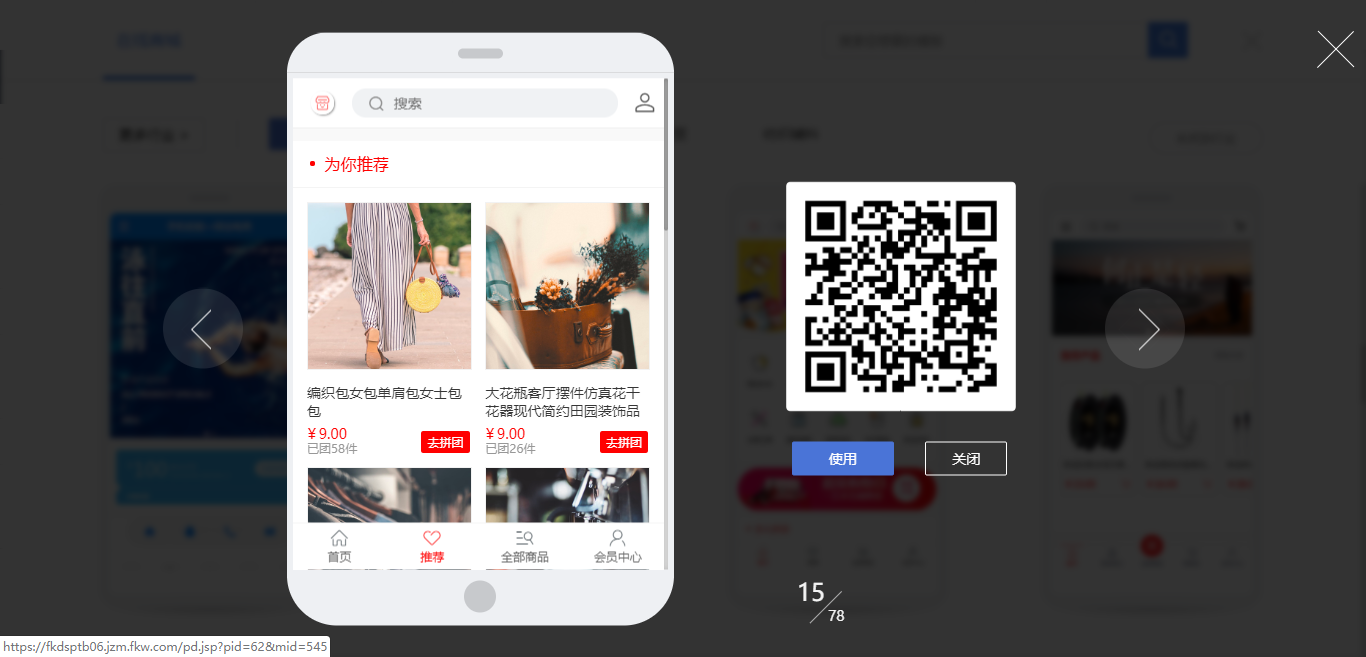 搜索
为你推荐
编织包女包单肩包女士包
包
¥ 9.00
已团58件
去拼团
大花瓶客厅摆件仿真花干
花器现代简约田园装饰品
¥ 9.00
已团26件
去拼团
首页
推荐
全部商品
会员中心
使用
关闭
15
78
https://fkdsptb06.jzm.fkw.com/pd.jsp?pid=62&mid=545